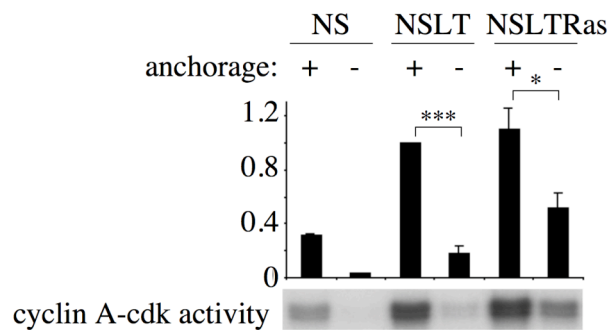 NS NSLT NSLTRas
anchorage: + - + - + -
*
***
1.2
0.8
0.4
0
cyclin A-cdk activity